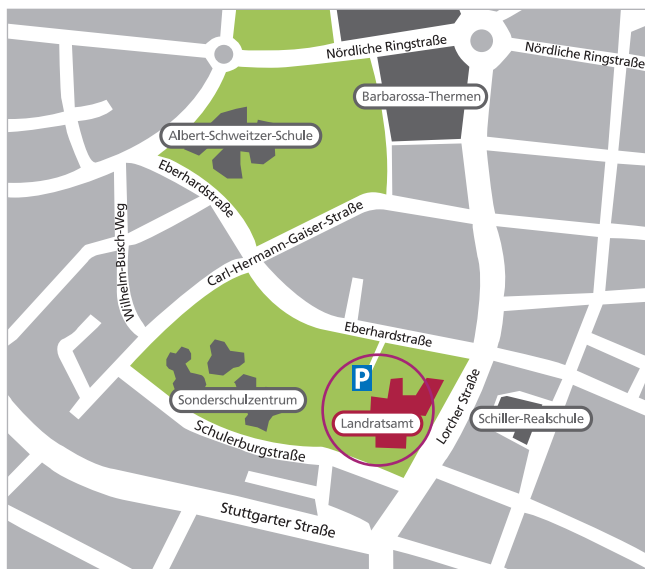 Nördliche Ringstraße
Nördliche Ringstraße
Barbarossa-Thermen
Albert-Schweitzer-Schule
Eberhardstraße
Wilhelm-Busch-Weg
Carl-Hermann-Gaiser-Straße
Eberhardstraße
P
Sonderschulzentrum
Landratsamt
Lorcher Straße
Schiller-Realschule
Schulerburgstraße
Stuttgarter Straße